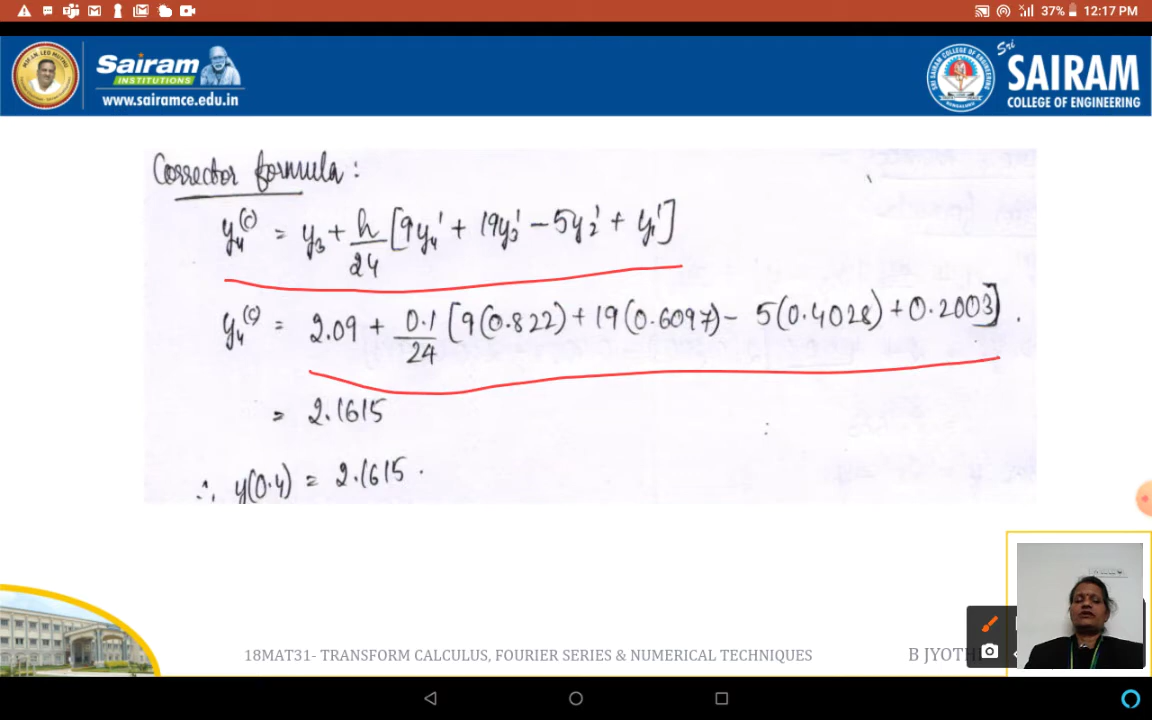 37% 12:17 PM
Sairam
INSTITUTIONS
www.sairamce.edu.in
Sri
SAIRAM
COLLEGE OF ENGINEERING
Corrector formula :
y₄⁽ᶜ⁾ = y₃ + h/24 [9y₄' + 19y₃' − 5y₂' + y₁']
y₄⁽ᶜ⁾ = 2.09 + 0.1/24 [9(0.822) + 19(0.6097) − 5(0.4028) + 0.2003] .
= 2.1615
∴ y(0.4) = 2.1615 .
18MAT31- TRANSFORM CALCULUS, FOURIER SERIES & NUMERICAL TECHNIQUES
B JYOTHI